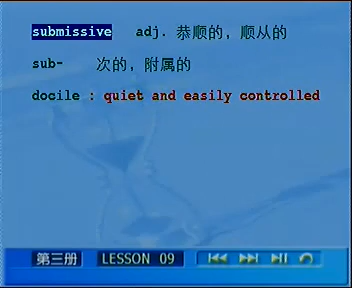 submissive adj. 恭顺的, 顺从的
sub- 次的, 附属的
docile : quiet and easily controlled
第三册 LESSON 09